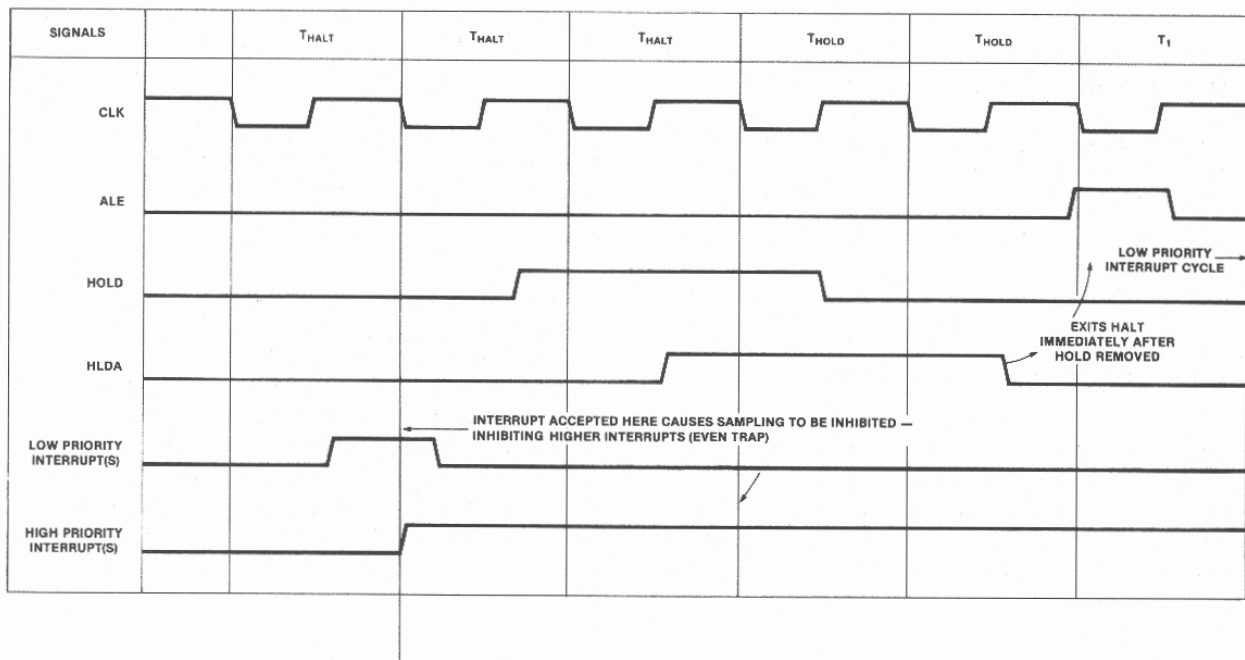 SIGNALS
THALT
THALT
THALT
THOLD
THOLD
T1
CLK
ALE
LOW PRIORITY
INTERRUPT CYCLE
HOLD
EXITS HALT
IMMEDIATELY AFTER
HOLD REMOVED
HLDA
INTERRUPT ACCEPTED HERE CAUSES SAMPLING TO BE INHIBITED —
INHIBITING HIGHER INTERRUPTS (EVEN TRAP)
LOW PRIORITY
INTERRUPT(S)
HIGH PRIORITY
INTERRUPT(S)